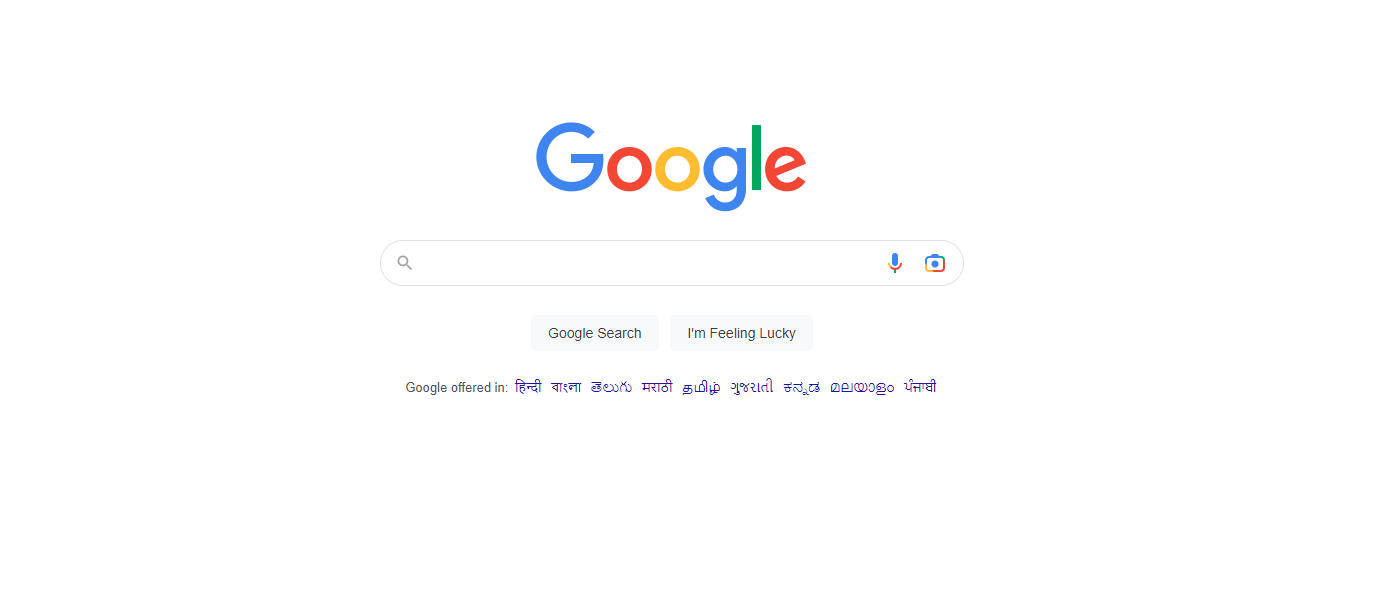 Google
Google Search I'm Feeling Lucky
Google offered in: हिन्दी বাংলা తెలుగు मराठी தமிழ் ગુજરાતી ಕನ್ನಡ മലയാളം ਪੰਜਾਬੀ